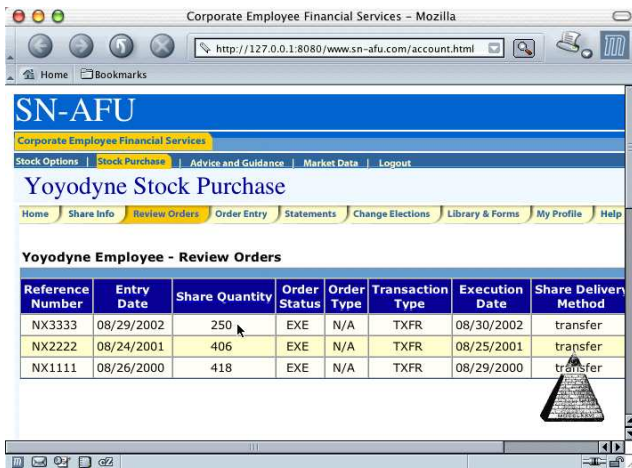 Corporate Employee Financial Services – Mozilla
http://127.0.0.1:8080/www.sn-afu.com/account.html
Home Bookmarks
SN-AFU
Corporate Employee Financial Services
Stock Options | Stock Purchase | Advice and Guidance | Market Data | Logout
Yoyodyne Stock Purchase
Home Share Info Review Orders Order Entry Statements Change Elections Library & Forms My Profile Help
Yoyodyne Employee - Review Orders
Reference Number Entry Date Share Quantity Order Status Order Type Transaction Type Execution Date Share Delivery Method
NX3333 08/29/2002 250 EXE N/A TXFR 08/30/2002 transfer
NX2222 08/24/2001 406 EXE N/A TXFR 08/25/2001 transfer
NX1111 08/26/2000 418 EXE N/A TXFR 08/29/2000 transfer